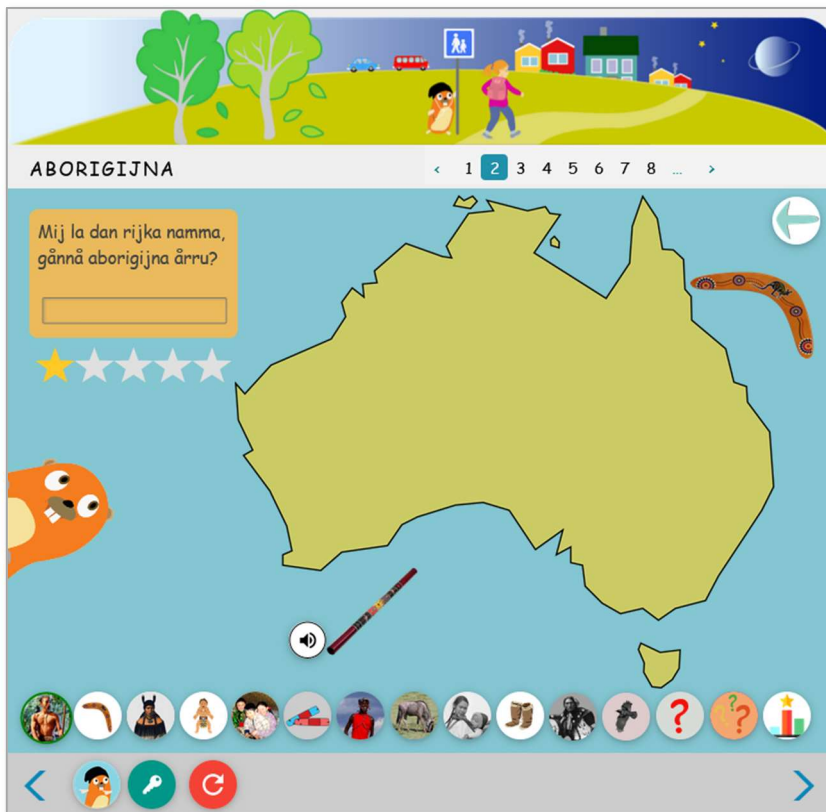 ABORIGIJNA
‹ 1 2 3 4 5 6 7 8 ... ›
Mij la dan rijka namma,
gånnå aborigijna årru?
? ? ? ?